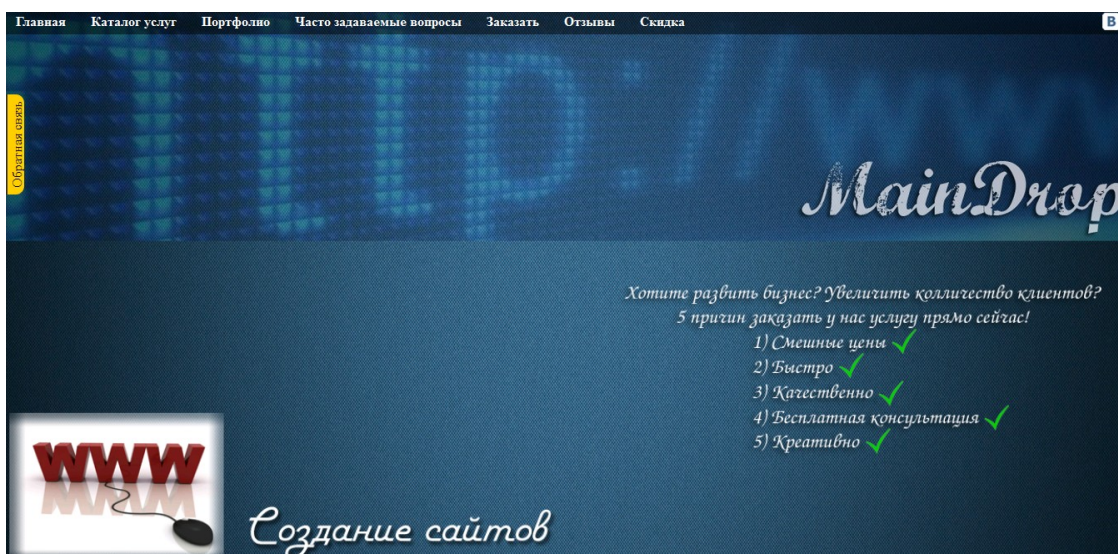 Главная Каталог услуг Портфолио Часто задаваемые вопросы Заказать Отзывы Скидка B
Обратная связь
http://www
MainDrop
Хотите развить бизнес? Увеличить колличество клиентов?
5 причин заказать у нас услугу прямо сейчас!
1) Смешные цены
2) Быстро
3) Качественно
4) Бесплатная консультация
5) Креативно
WWW
Создание сайтов